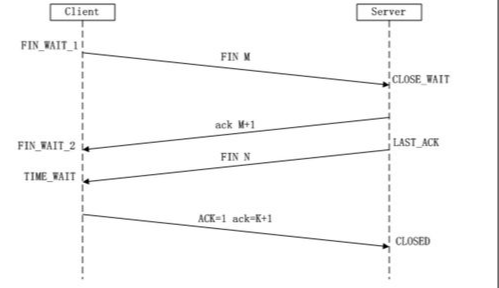 Client
Server
FIN_WAIT_1
FIN M
CLOSE_WAIT
ack M+1
FIN_WAIT_2
LAST_ACK
FIN N
TIME_WAIT
ACK=1 ack=K+1
CLOSED